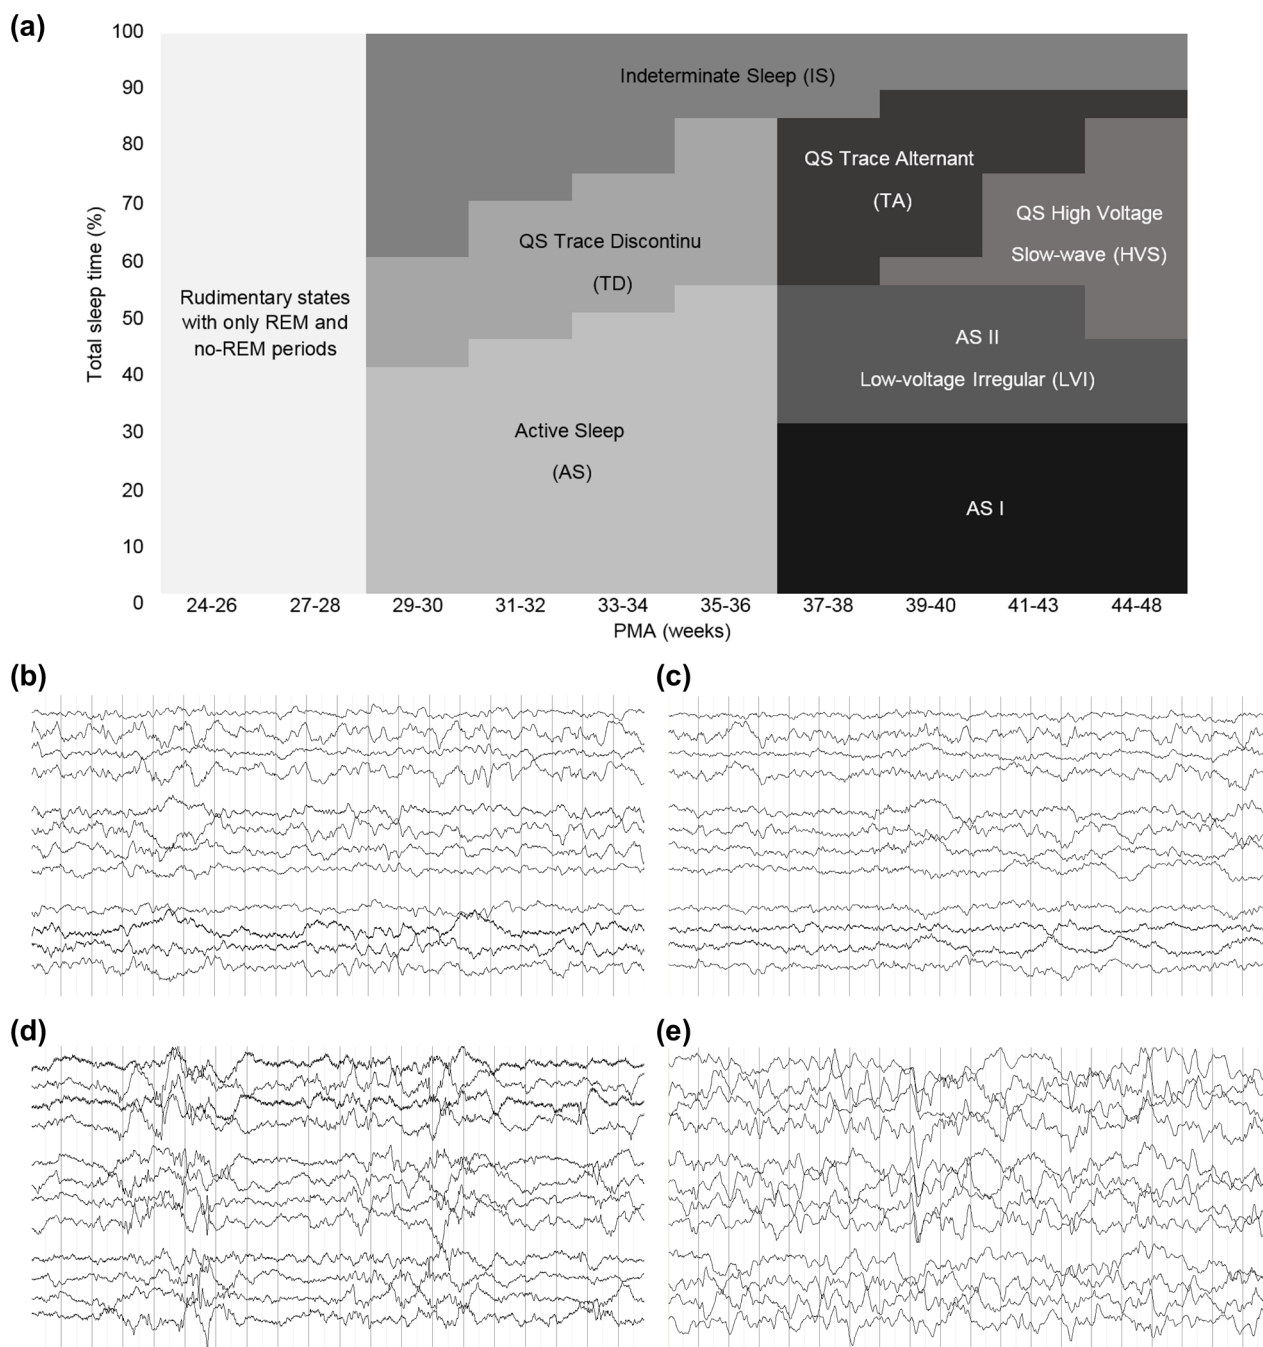 (a)
100
90
80
70
60
50
40
30
20
10
0
Total sleep time (%)
Indeterminate Sleep (IS)
QS Trace Alternant
(TA)
QS High Voltage
Slow-wave (HVS)
QS Trace Discontinu
(TD)
Rudimentary states
with only REM and
no-REM periods
AS II
Low-voltage Irregular (LVI)
Active Sleep
(AS)
AS I
24-26 27-28 29-30 31-32 33-34 35-36 37-38 39-40 41-43 44-48
PMA (weeks)
(b)
(c)
(d)
(e)